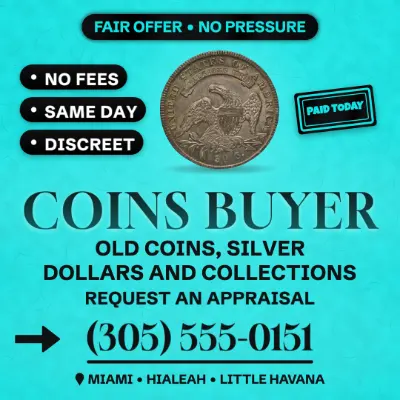 FAIR OFFER • NO PRESSURE
• NO FEES
• SAME DAY
• DISCREET
PAID TODAY
COINS BUYER
OLD COINS, SILVER
DOLLARS AND COLLECTIONS
REQUEST AN APPRAISAL
(305) 555-0151
MIAMI • HIALEAH • LITTLE HAVANA